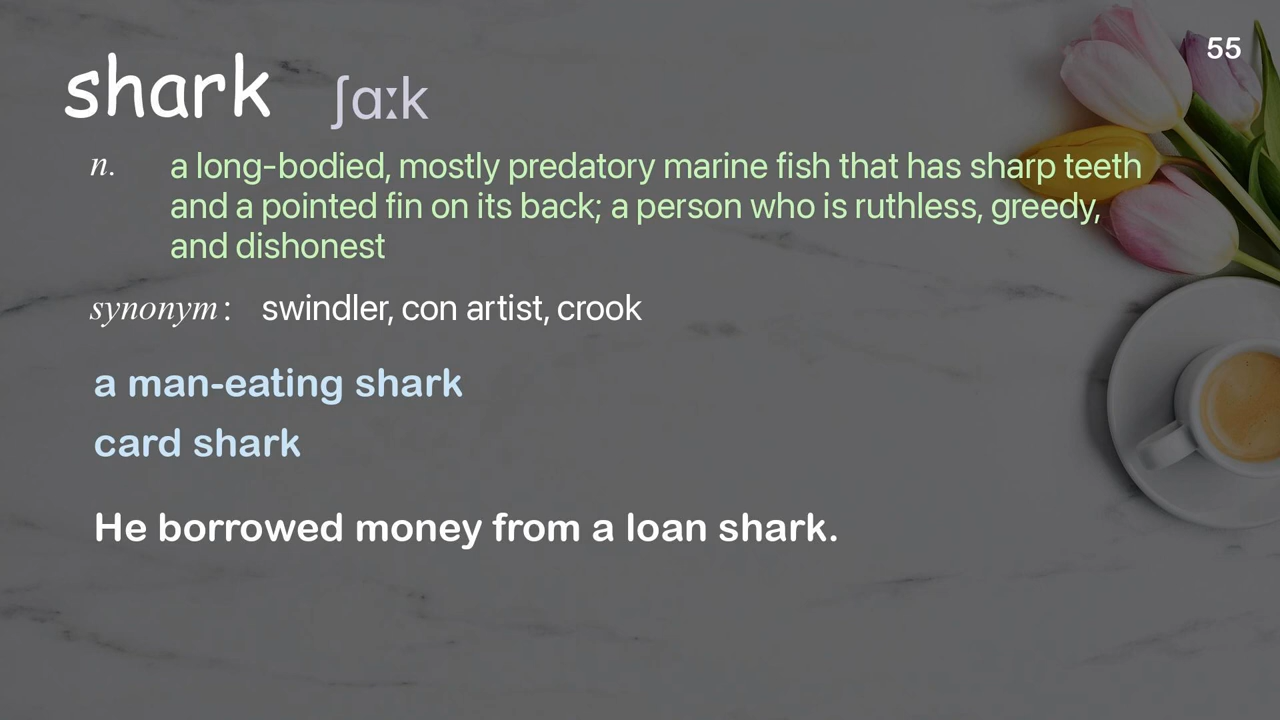 55
shark ʃɑːk
n. a long-bodied, mostly predatory marine fish that has sharp teeth
and a pointed fin on its back; a person who is ruthless, greedy,
and dishonest
synonym: swindler, con artist, crook
a man-eating shark
card shark
He borrowed money from a loan shark.